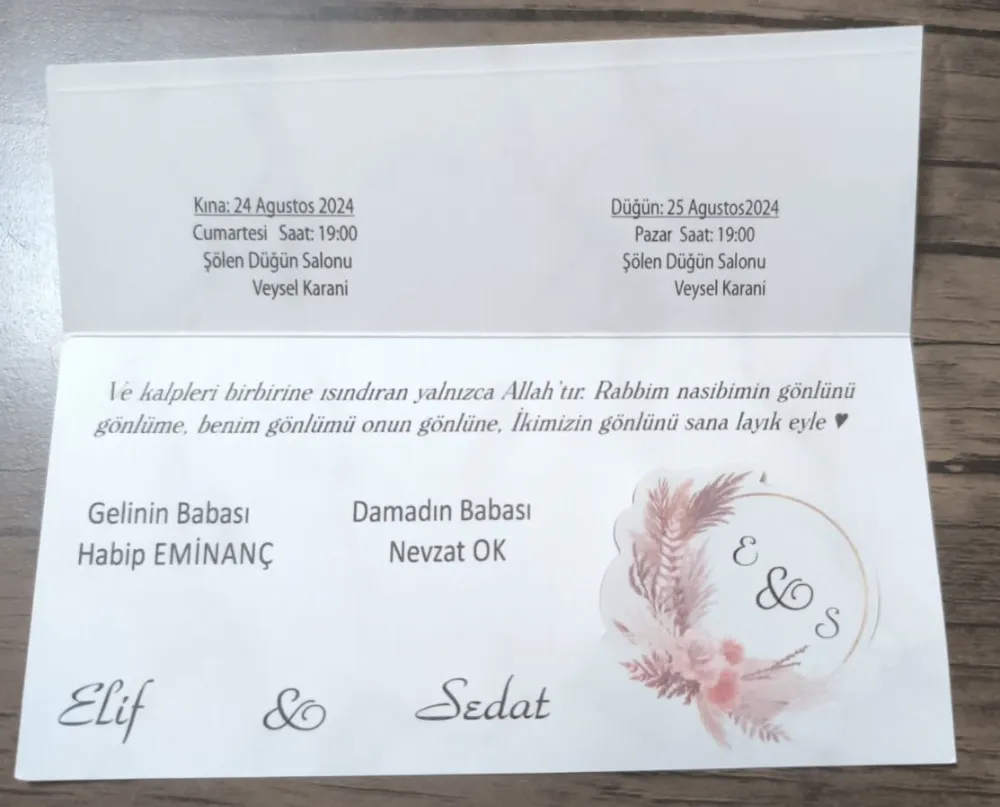 Kına: 24 Agustos 2024
Cumartesi Saat: 19:00
Şölen Düğün Salonu
Veysel Karani
Düğün: 25 Agustos2024
Pazar Saat: 19:00
Şölen Düğün Salonu
Veysel Karani
Ve kalpleri birbirine ısındıran yalnızca Allah'tır. Rabbim nasibimin gönlünü
gönlüme, benim gönlümü onun gönlüne, İkimizin gönlünü sana layık eyle ♥
Gelinin Babası
Habip EMİNANÇ
Damadın Babası
Nevzat OK
E
&
S
Elif & Sedat